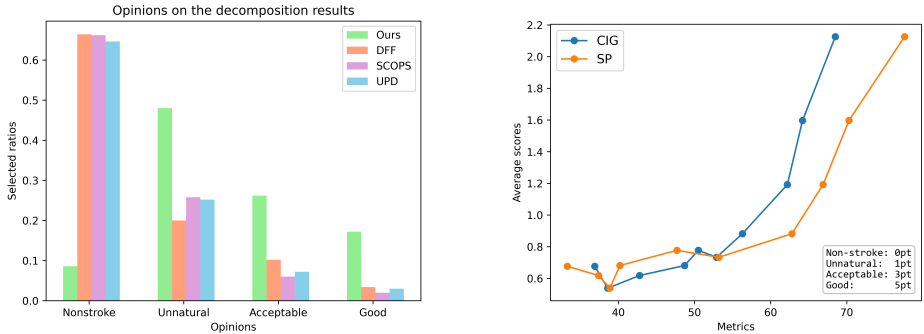 Opinions on the decomposition results
Selected ratios
0.6
0.5
0.4
0.3
0.2
0.1
0.0
Ours
DFF
SCOPS
UPD
Nonstroke Unnatural Acceptable Good
Opinions
Average scores
2.2
2.0
1.8
1.6
1.4
1.2
1.0
0.8
0.6
CIG
SP
Non-stroke: 0pt
Unnatural: 1pt
Acceptable: 3pt
Good: 5pt
40 50 60 70
Metrics